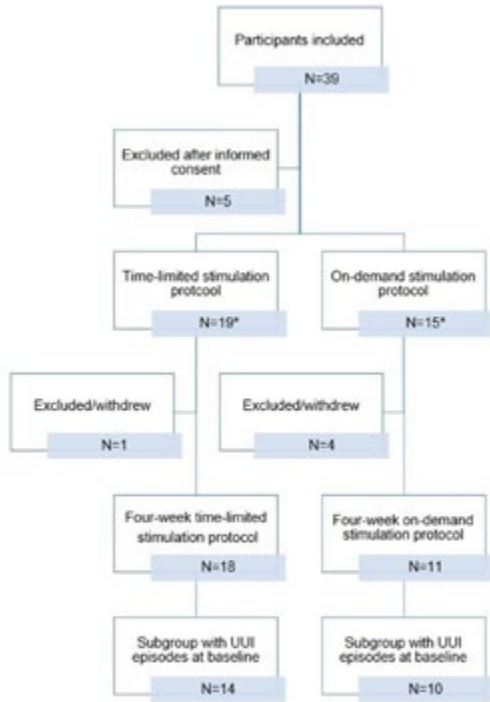 Participants included
N=39
Excluded after informed
consent
N=5
Time-limited stimulation
protcool
N=19*
On-demand stimulation
protocol
N=15*
Excluded/withdrew
N=1
Excluded/withdrew
N=4
Four-week time-limited
stimulation protocol
N=18
Four-week on-demand
stimulation protocol
N=11
Subgroup with UUI
episodes at baseline
N=14
Subgroup with UUI
episodes at baseline
N=10